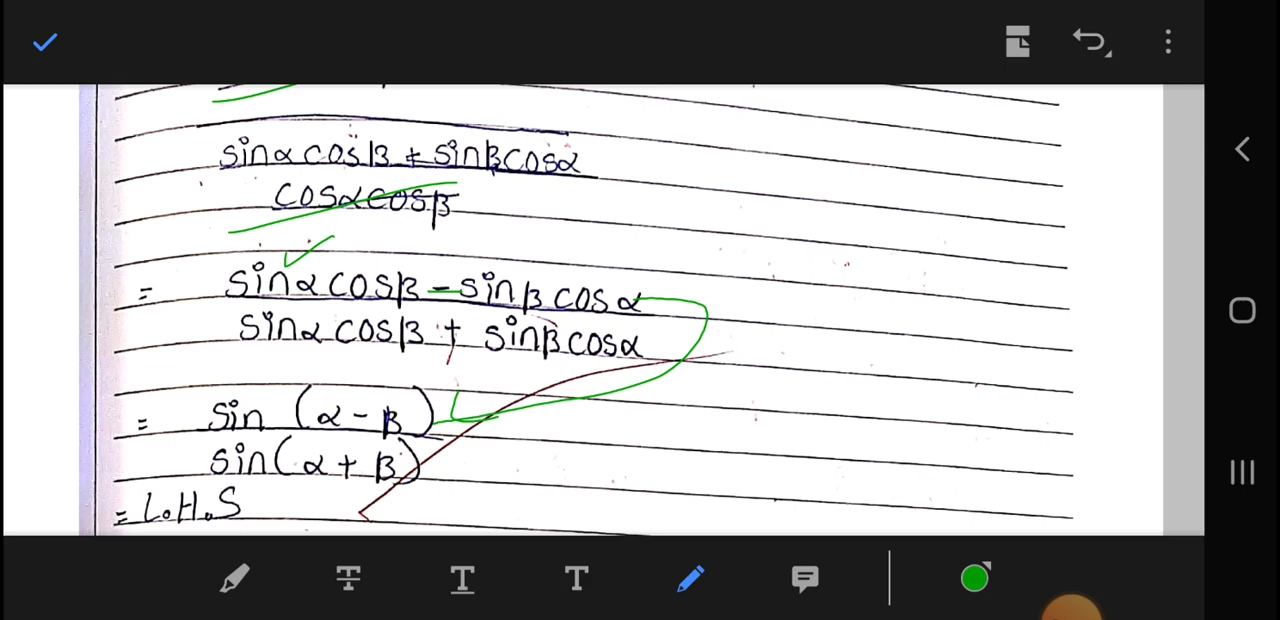 sinα cosβ + sinβ cosα
cosα cosβ
= sinα cosβ - sinβ cosα
sinα cosβ + sinβ cosα
= sin (α - β)
sin (α + β)
= L.H.S
T
T
T